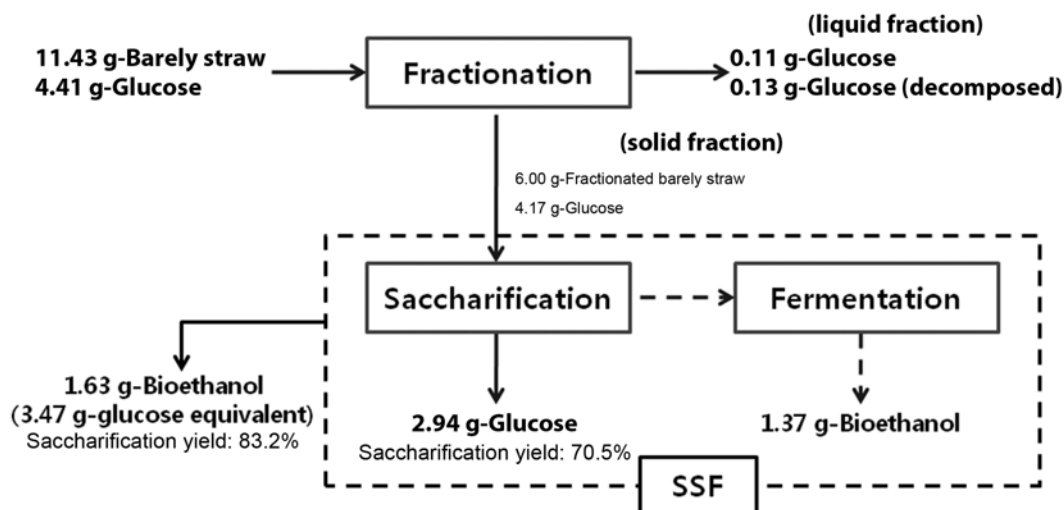 11.43 g-Barely straw
4.41 g-Glucose
Fractionation
(liquid fraction)
0.11 g-Glucose
0.13 g-Glucose (decomposed)
(solid fraction)
6.00 g-Fractionated barely straw
4.17 g-Glucose
Saccharification
Fermentation
1.63 g-Bioethanol
(3.47 g-glucose equivalent)
Saccharification yield: 83.2%
2.94 g-Glucose
Saccharification yield: 70.5%
1.37 g-Bioethanol
SSF